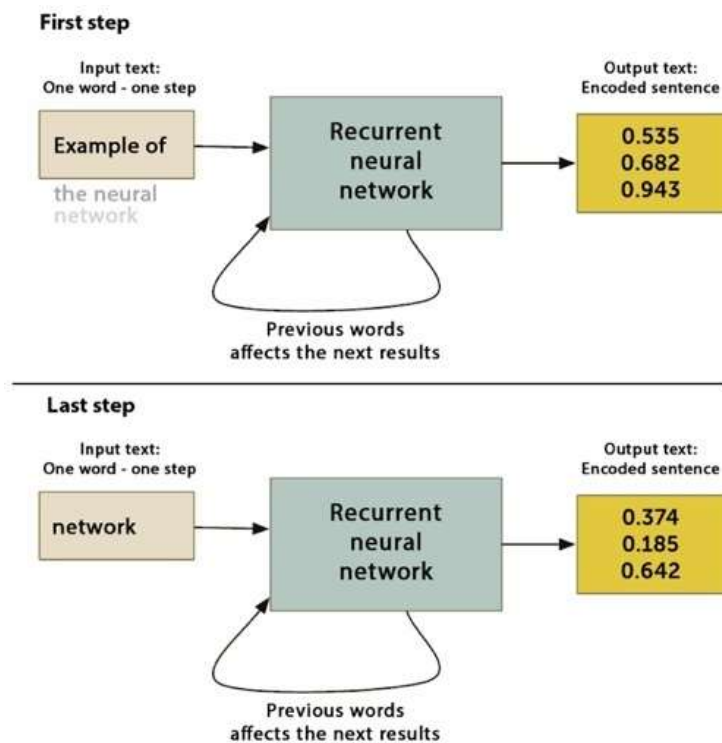 First step
Input text:
One word - one step
Output text:
Encoded sentence
Example of
the neural
network
Recurrent
neural
network
0.535
0.682
0.943
Previous words
affects the next results
Last step
Input text:
One word - one step
Output text:
Encoded sentence
network
Recurrent
neural
network
0.374
0.185
0.642
Previous words
affects the next results